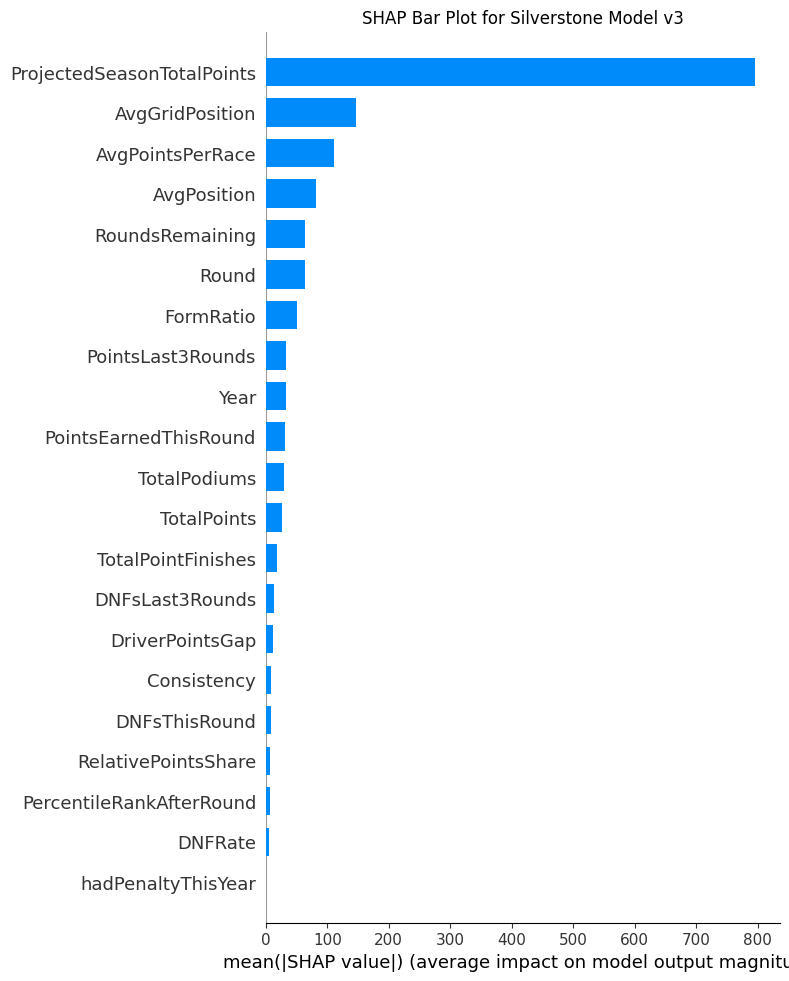 SHAP Bar Plot for Silverstone Model v3
ProjectedSeasonTotalPoints
AvgGridPosition
AvgPointsPerRace
AvgPosition
RoundsRemaining
Round
FormRatio
PointsLast3Rounds
Year
PointsEarnedThisRound
TotalPodiums
TotalPoints
TotalPointFinishes
DNFsLast3Rounds
DriverPointsGap
Consistency
DNFsThisRound
RelativePointsShare
PercentileRankAfterRound
DNFRate
hadPenaltyThisYear
0 100 200 300 400 500 600 700 800
mean(|SHAP value|) (average impact on model output magnitu